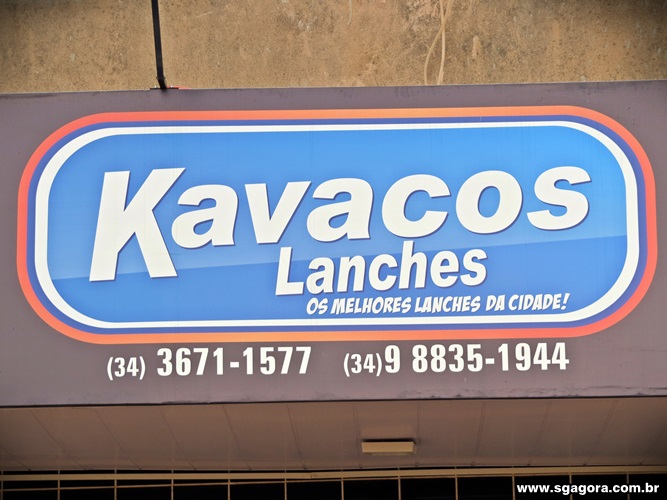 Kavacos
Lanches
OS MELHORES LANCHES DA CIDADE!
(34) 3671-1577 (34)9 8835-1944
www.sgagora.com.br